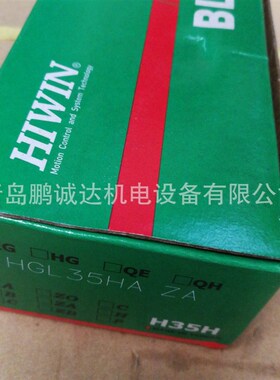 BL
HIWIN®
Motion Control and System Technology
青岛鹏诚达机电设备有限公司
G □HG □QE □QH
HGL35HA ZA
H35H